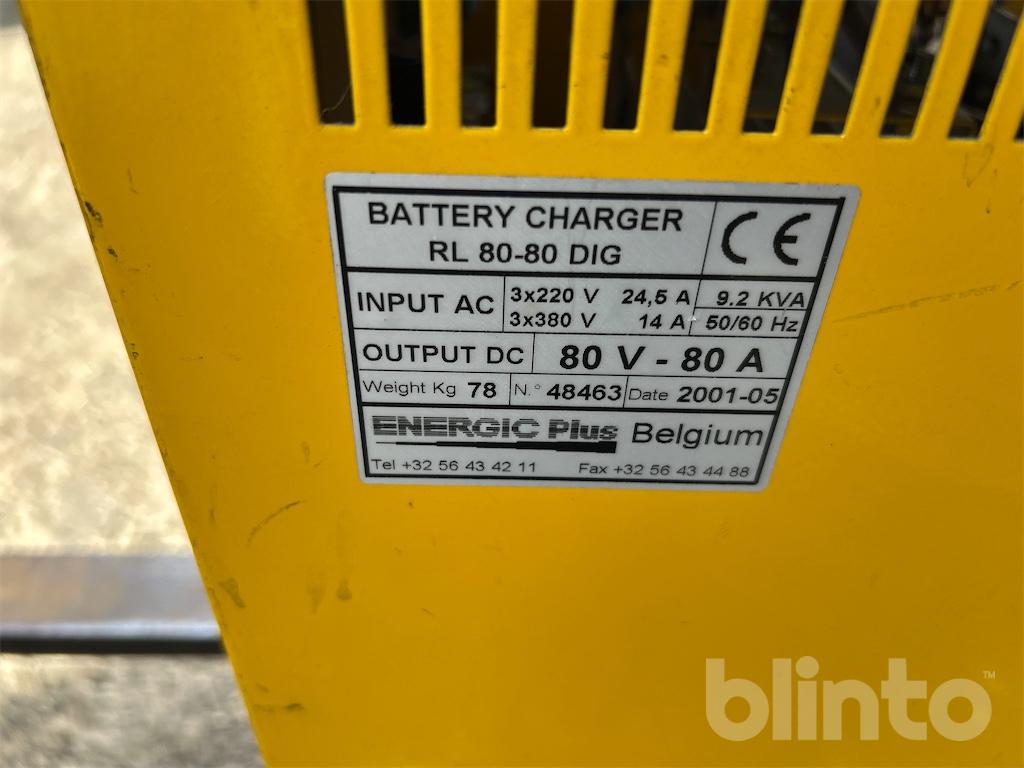 BATTERY CHARGER
RL 80-80 DIG
CE
INPUT AC
3x220 V 24,5 A 9.2 KVA
3x380 V 14 A 50/60 Hz
OUTPUT DC 80 V - 80 A
Weight Kg 78 N.° 48463 Date 2001-05
ENERGIC Plus Belgium
Tel +32 56 43 42 11 Fax +32 56 43 44 88
blinto™